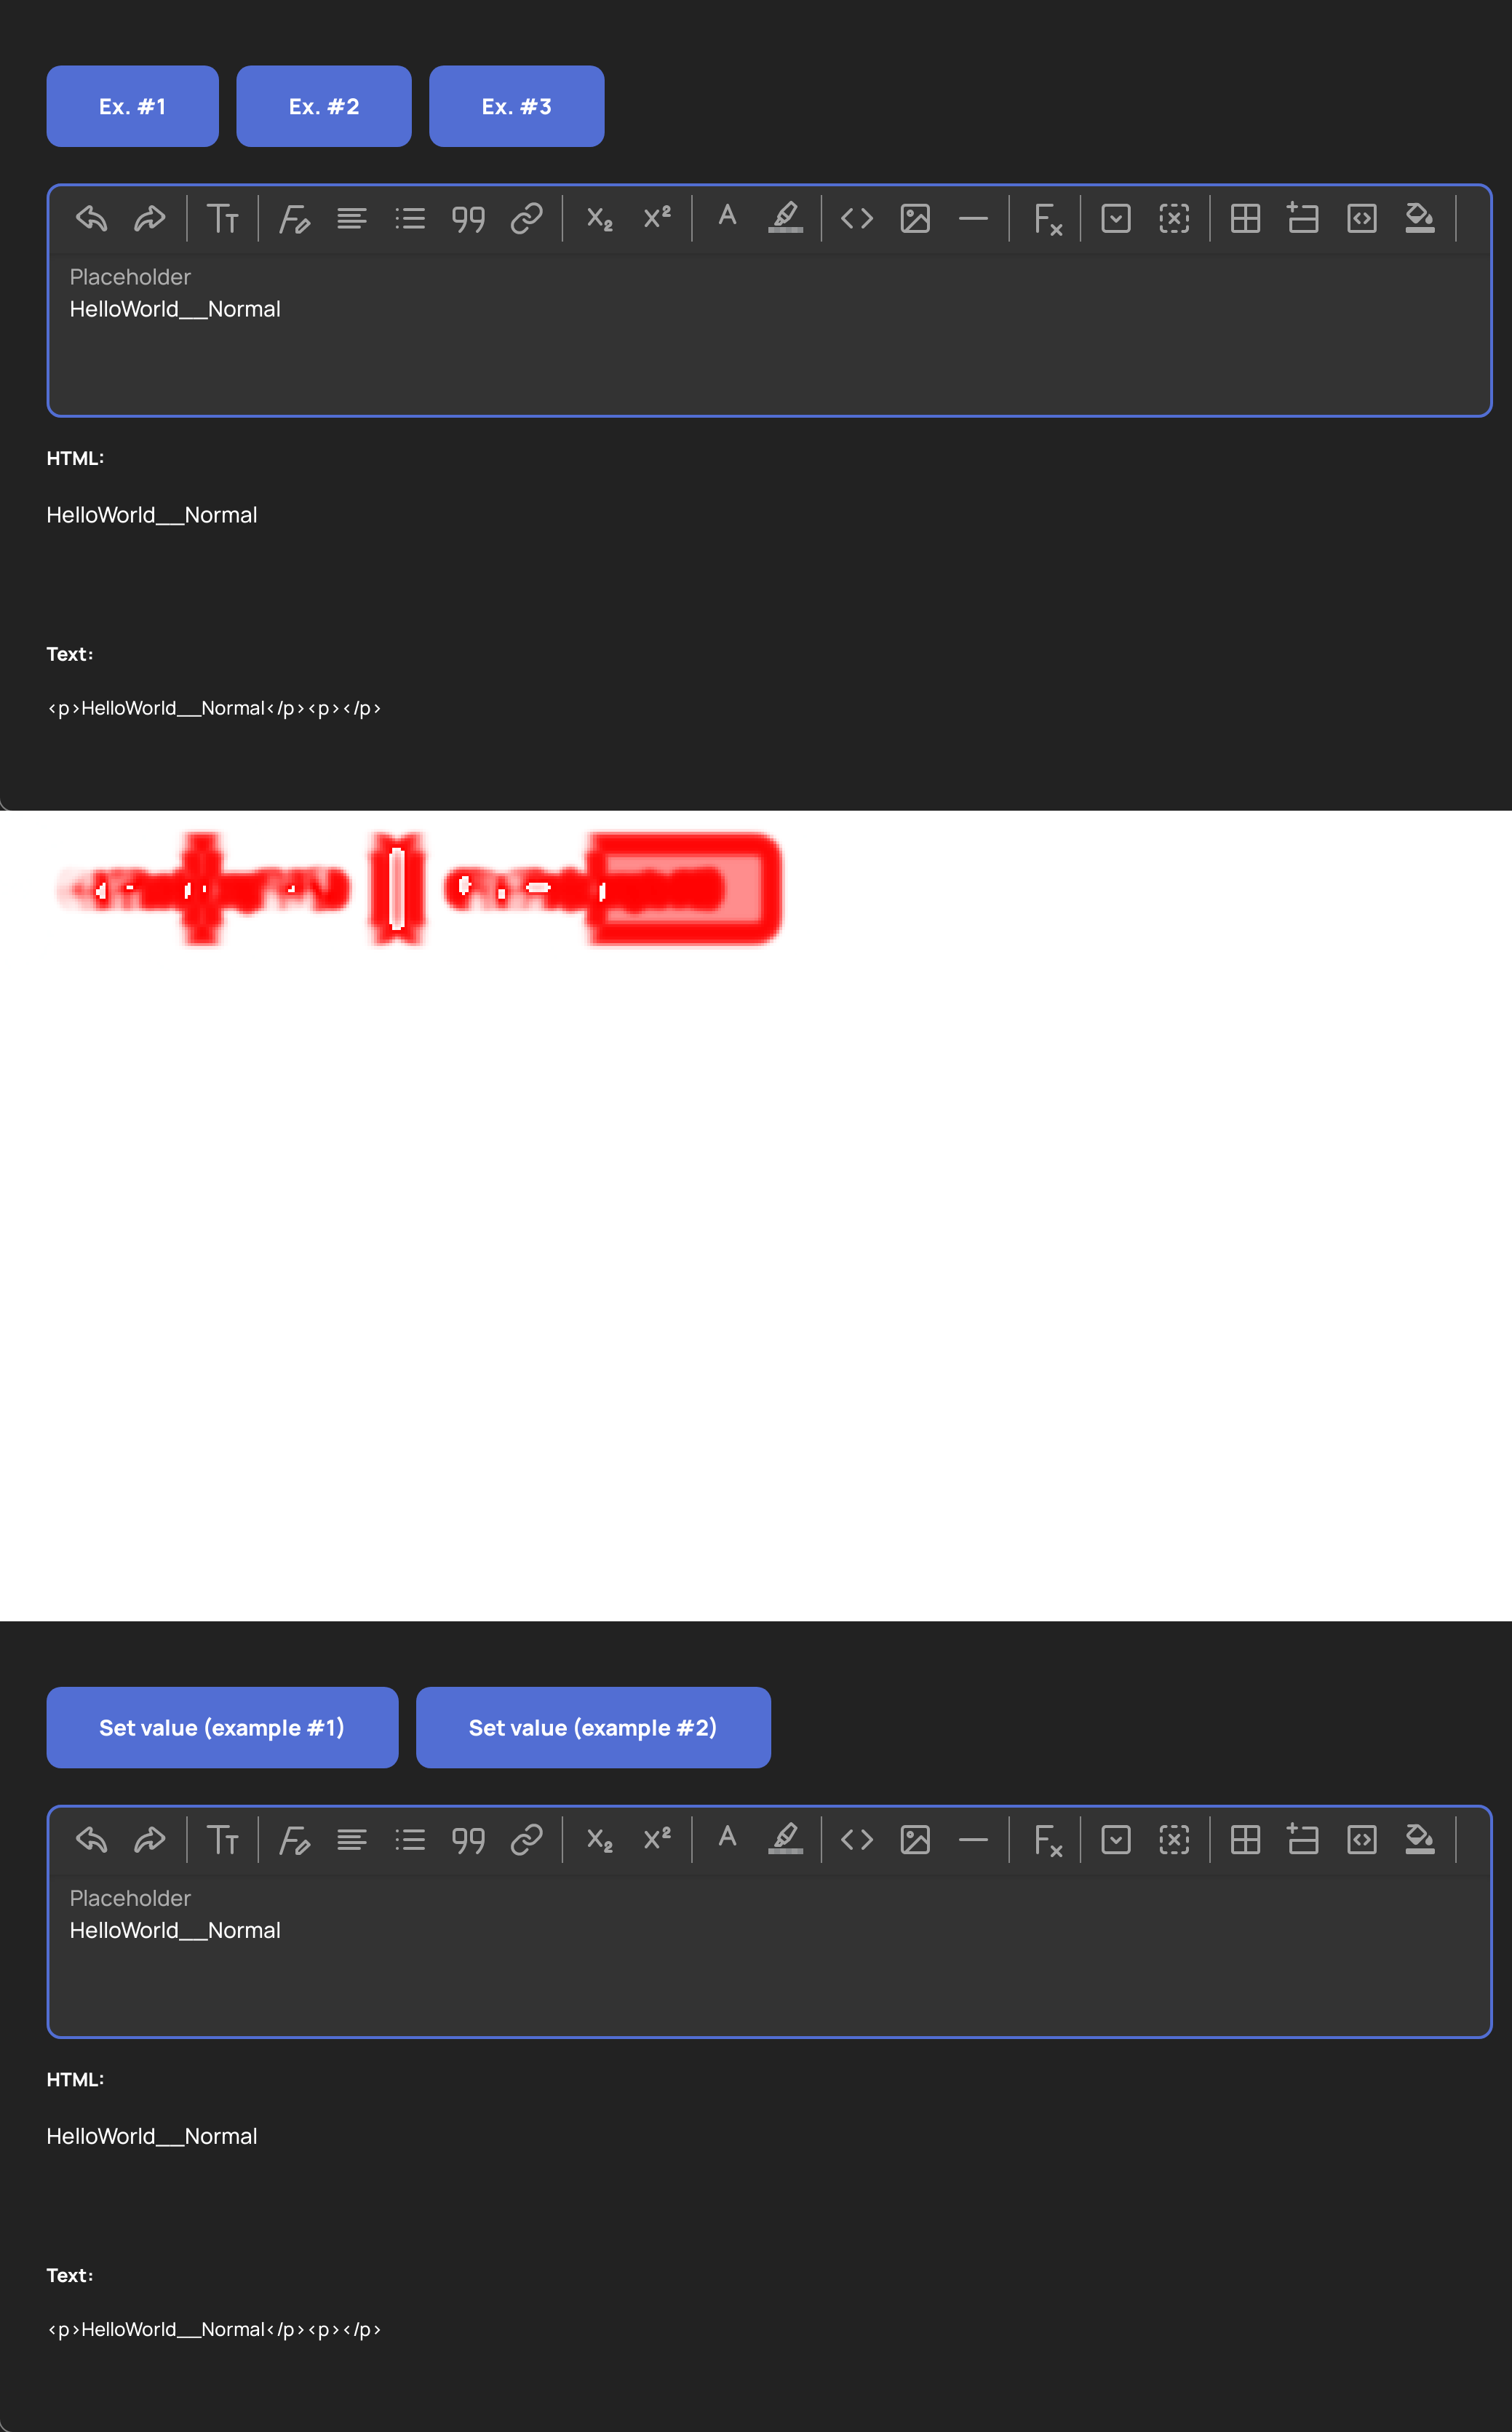 Ex. #1 Ex. #2 Ex. #3
Placeholder
HelloWorld__Normal
HTML:
HelloWorld__Normal
Text:
<p>HelloWorld__Normal</p><p></p>
Set value (example #1) Set value (example #2)
Placeholder
HelloWorld__Normal
HTML:
HelloWorld__Normal
Text:
<p>HelloWorld__Normal</p><p></p>